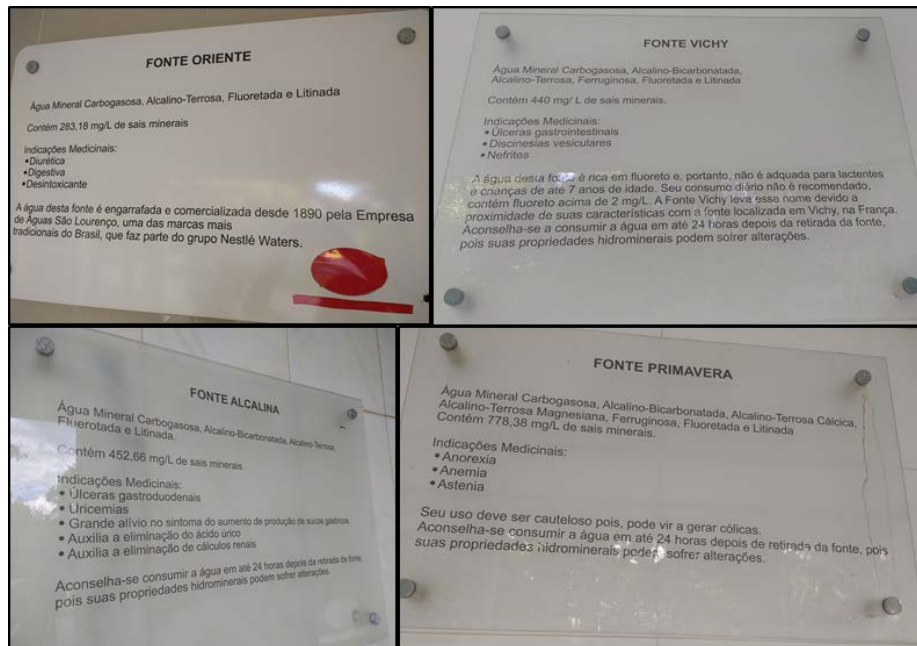 FONTE ORIENTE
Água Mineral Carbogasosa, Alcalino-Terrosa, Fluoretada e Litinada
Contém 283,18 mg/L de sais minerais
Indicações Medicinais:
•Diurética
•Digestiva
•Desintoxicante
A água desta fonte é engarrafada e comercializada desde 1890 pela Empresa
de Águas São Lourenço, uma das marcas mais
tradicionais do Brasil, que faz parte do grupo Nestlé Waters.
FONTE VICHY
Água Mineral Carbogasosa, Alcalino-Bicarbonatada,
Alcalino-Terrosa, Ferruginosa, Fluoretada e Litinada
Contém 440 mg/ L de sais minerais.
Indicações Medicinais:
•Úlceras gastrointestinais
•Discinesias vesiculares
•Nefrites
A água desta fonte é rica em fluoreto e, portanto, não é adquada para lactentes
e crianças de até 7 anos de idade. Seu consumo diário não é recomendado,
contém fluoreto acima de 2 mg/L. A Fonte Vichy leva esse nome devido a
proximidade de suas características com a fonte localizada em Vichy, na França.
Aconselha-se a consumir a água em até 24 horas depois da retirada da fonte,
pois suas propriedades hidrominerais podem sofrer alterações.
FONTE ALCALINA
Água Mineral Carbogasosa, Alcalino-Bicarbonatada, Alcalino-Terrosa,
Fluerotada e Litinada.
Contém 452,66 mg/L de sais minerais.
Indicações Medicinais:
• Úlceras gastroduodenais
• Uricemias
• Grande alívio no sintoma do aumento de produção de sucos gástricos
• Auxilia a eliminação do ácido úrico
• Auxilia a eliminação de cálculos renais
Aconselha-se consumir a água em até 24 horas depois da retirada da fonte,
pois suas propriedades hidrominerais podem sofrer alterações.
FONTE PRIMAVERA
Água Mineral Carbogasosa, Alcalino-Bicarbonatada, Alcalino-Terrosa Cálcica,
Alcalino-Terrosa Magnesiana, Ferruginosa, Fluoretada e Litinada
Contém 778,38 mg/L de sais minerais.
Indicações Medicinais:
•Anorexia
•Anemia
•Astenia
Seu uso deve ser cauteloso pois, pode vir a gerar cólicas.
Aconselha-se consumir a água em até 24 horas depois de retirada da fonte, pois
suas propriedades hidrominerais podem sofrer alterações.